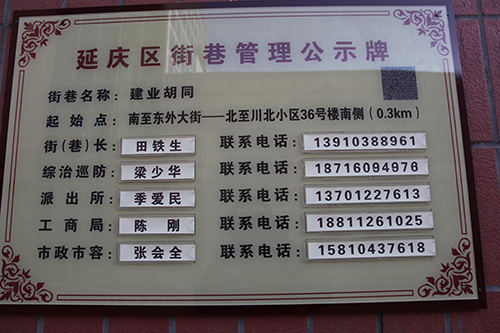 延庆区街巷管理公示牌
街巷名称：建业胡同
起始点：南至东外大街——北至川北小区36号楼南侧（0.3km）
街(巷)长：田铁生 联系电话：13910388961
综治巡防：梁少华 联系电话：18716094976
派出所：季爱民 联系电话：13701227613
工商局：陈刚 联系电话：18811261025
市政市容：张会全 联系电话：15810437618